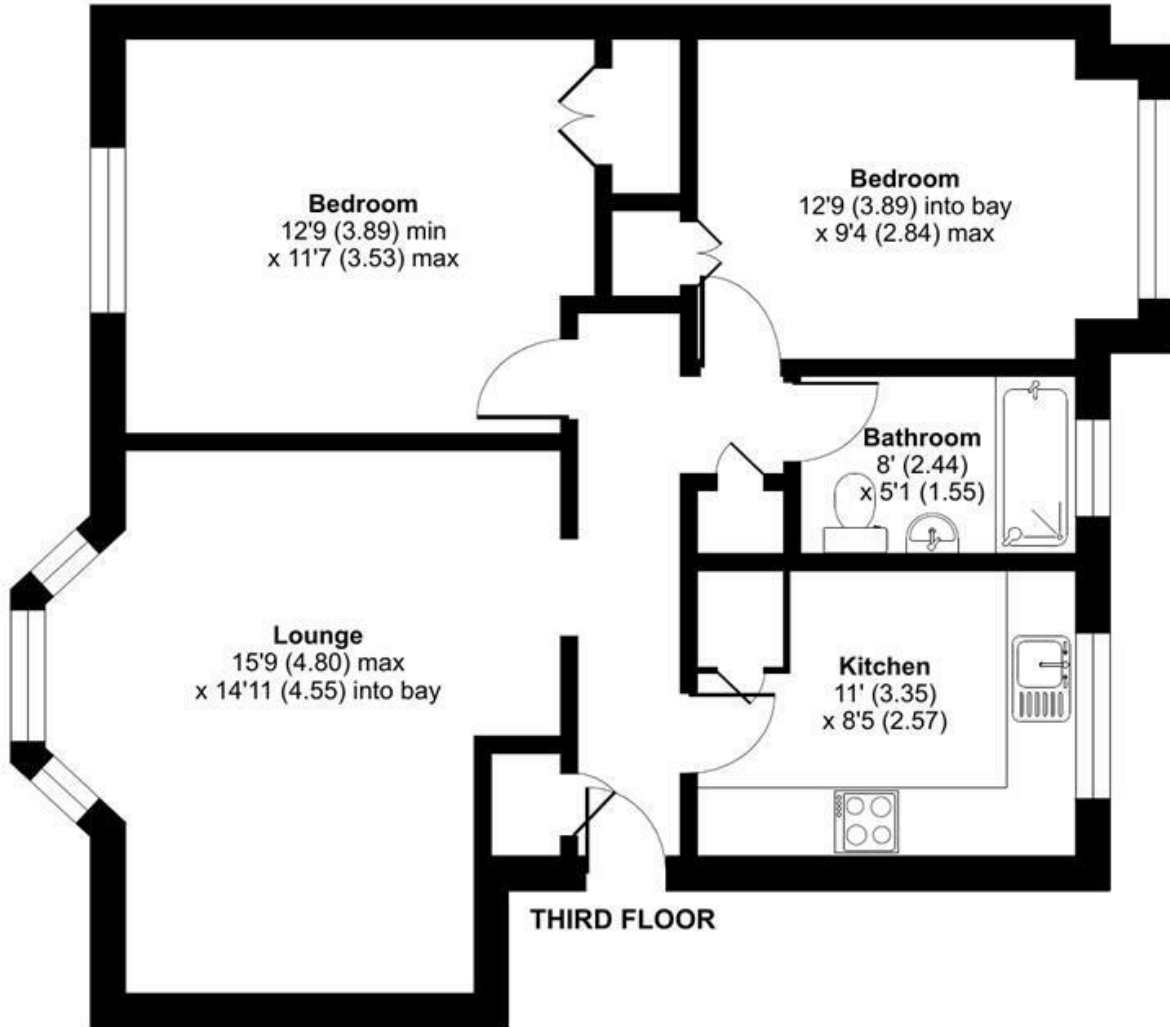 Bedroom
12'9 (3.89) min
x 11'7 (3.53) max
Bedroom
12'9 (3.89) into bay
x 9'4 (2.84) max
Bathroom
8' (2.44)
x 5'1 (1.55)
Lounge
15'9 (4.80) max
x 14'11 (4.55) into bay
Kitchen
11' (3.35)
x 8'5 (2.57)
THIRD FLOOR